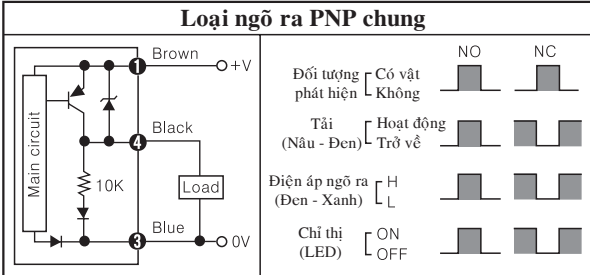 Loại ngõ ra PNP chung
Main circuit
1
Brown
+V
4
Black
10K
Load
3
Blue
0V
NO
NC
Đối tượng
phát hiện
Có vật
Không
Tải
(Nâu - Đen)
Hoạt động
Trở về
Điện áp ngõ ra
(Đen - Xanh)
H
L
Chỉ thị
(LED)
ON
OFF